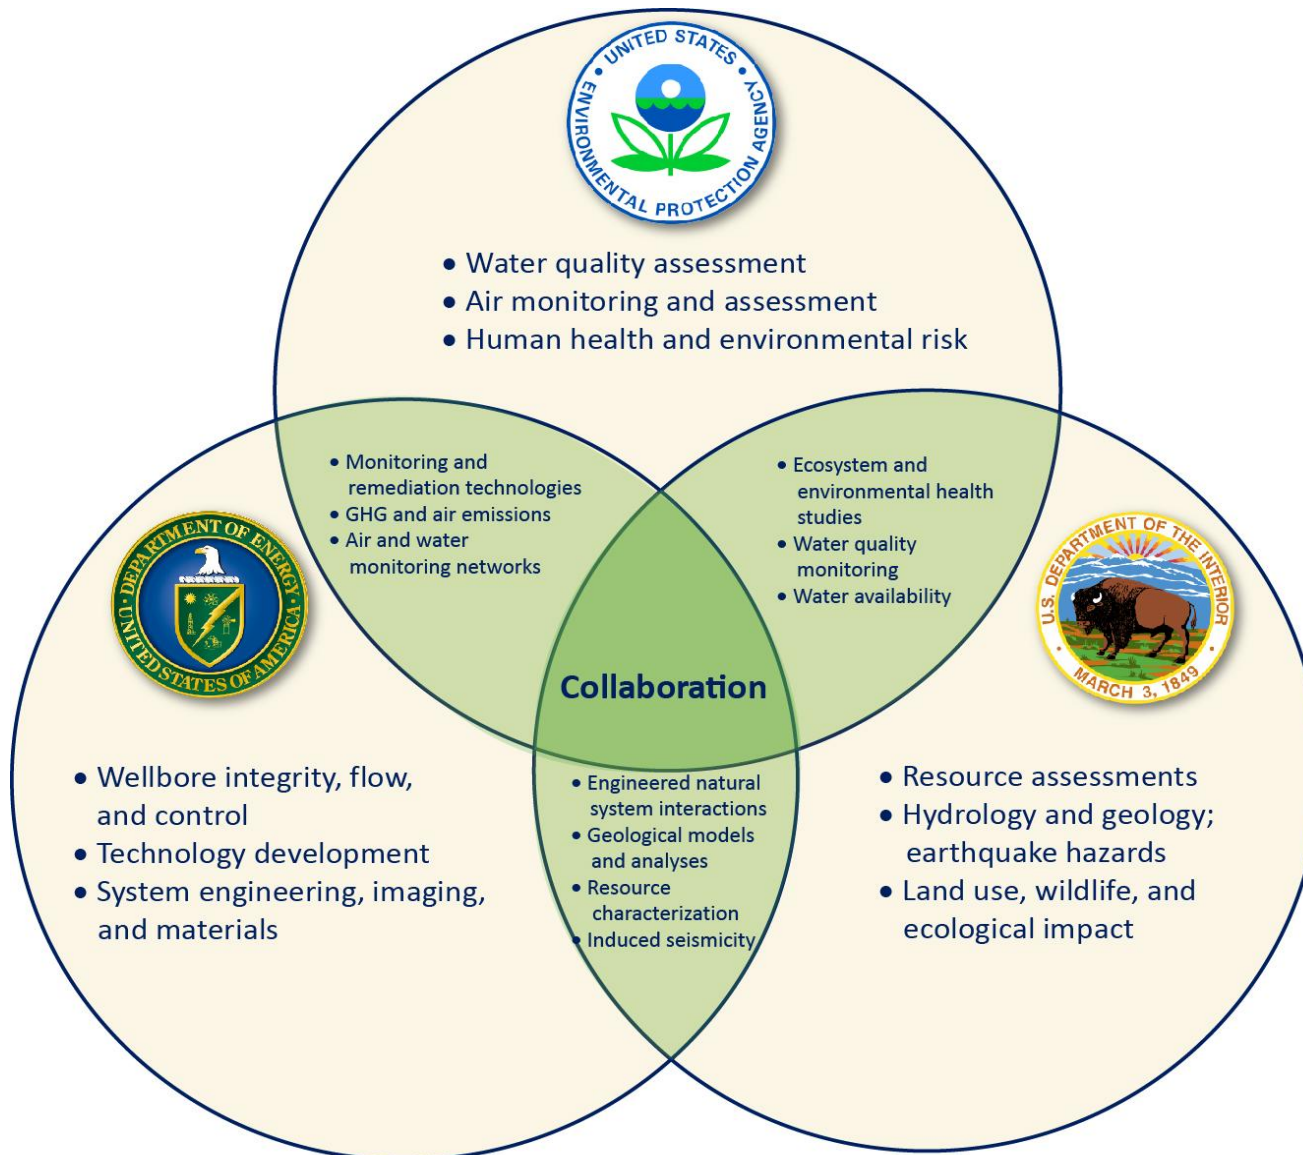 UNITED STATES
ENVIRONMENTAL PROTECTION AGENCY
• Water quality assessment
• Air monitoring and assessment
• Human health and environmental risk
• Monitoring and
remediation technologies
• GHG and air emissions
• Air and water
monitoring networks
• Ecosystem and
environmental health
studies
• Water quality
monitoring
• Water availability
DEPARTMENT OF ENERGY
UNITED STATES OF AMERICA
U.S. DEPARTMENT OF THE INTERIOR
MARCH 3, 1849
Collaboration
• Wellbore integrity, flow,
and control
• Technology development
• System engineering, imaging,
and materials
• Engineered natural
system interactions
• Geological models
and analyses
• Resource
characterization
• Induced seismicity
• Resource assessments
• Hydrology and geology;
earthquake hazards
• Land use, wildlife, and
ecological impact